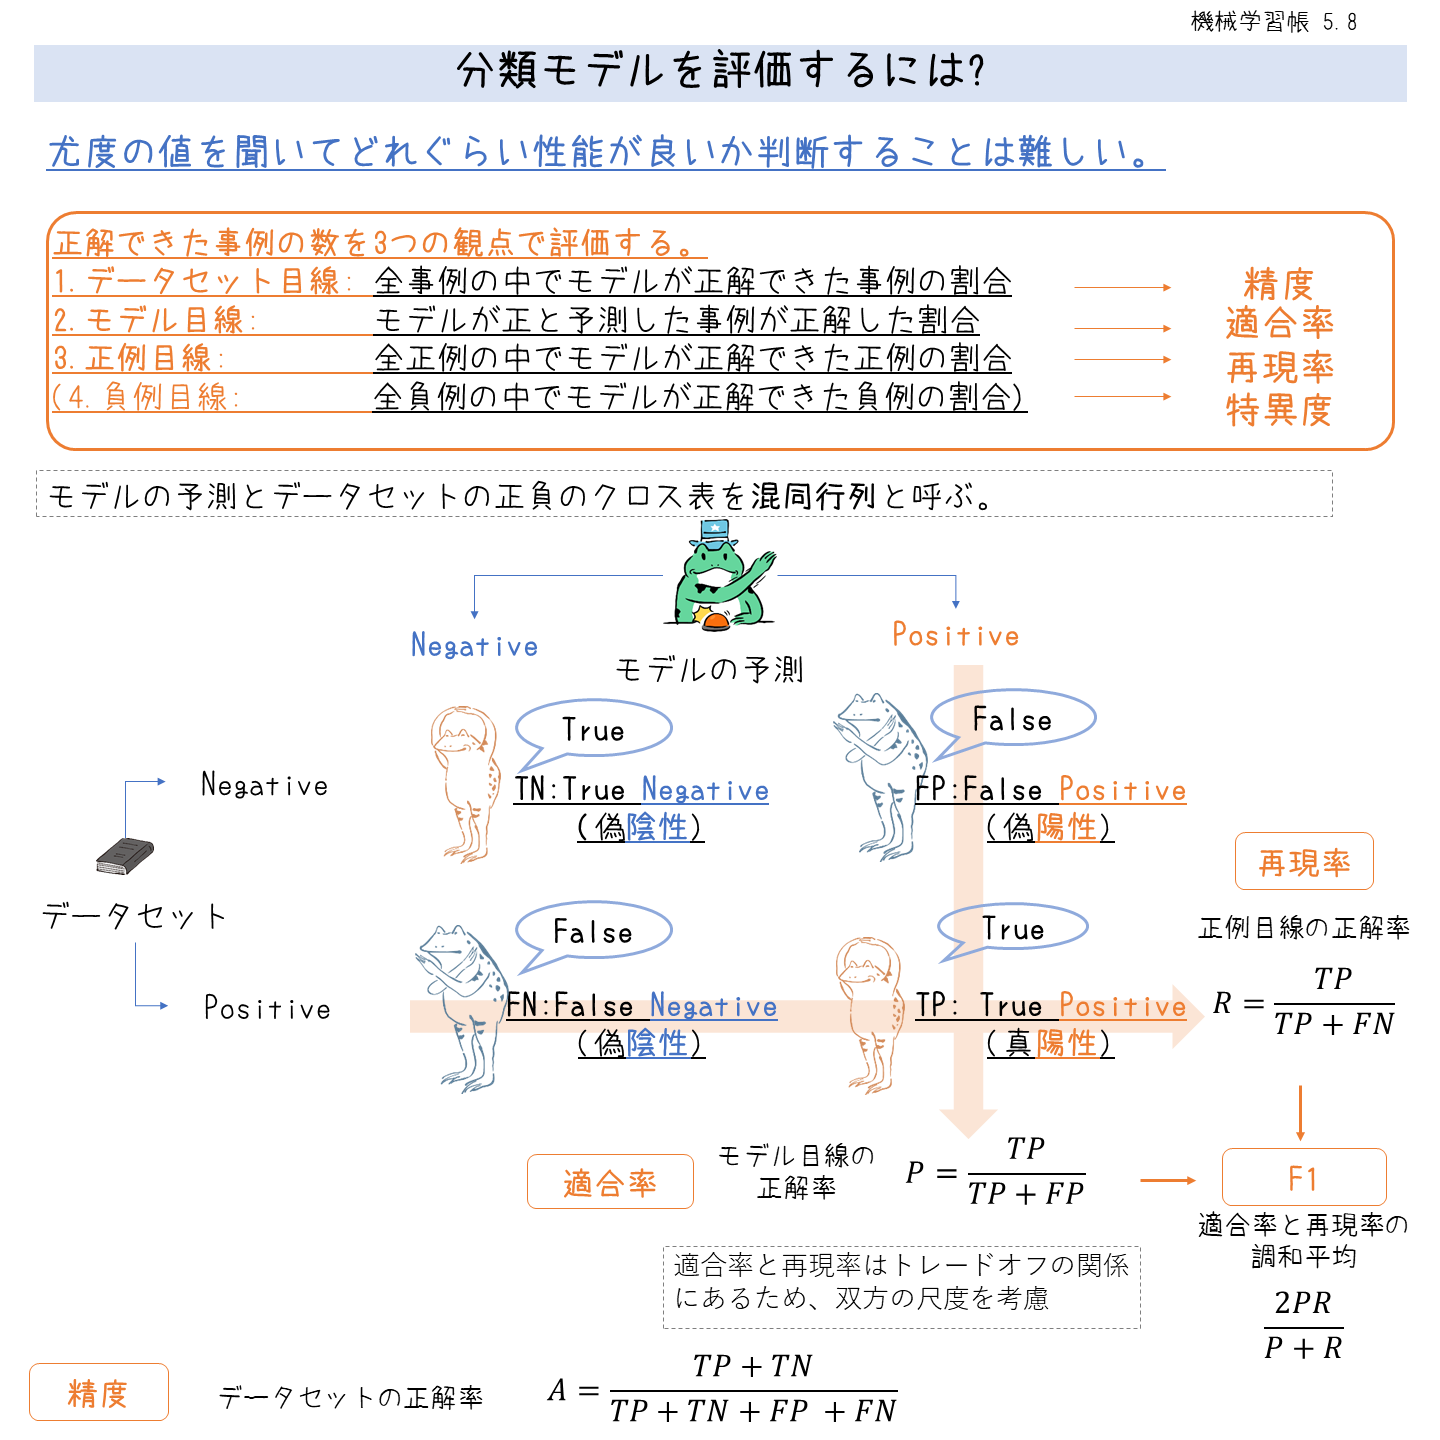 機械学習帳 5.8
分類モデルを評価するには?
尤度の値を聞いてどれぐらい性能が良いか判断することは難しい。
正解できた事例の数を3つの観点で評価する。
1. データセット目線: 全事例の中でモデルが正解できた事例の割合 精度
2. モデル目線: モデルが正と予測した事例が正解した割合 適合率
3. 正例目線: 全正例の中でモデルが正解できた正例の割合 再現率
(4. 負例目線: 全負例の中でモデルが正解できた負例の割合) 特異度
モデルの予測とデータセットの正負のクロス表を混同行列と呼ぶ。
Negative
Positive
モデルの予測
True
False
Negative
TN:True Negative
(偽陰性)
FP:False Positive
(偽陽性)
データセット
False
True
Positive
FN:False Negative
(偽陰性)
TP: True Positive
(真陽性)
再現率
正例目線の正解率
R = TP / (TP + FN)
適合率
モデル目線の
正解率
P = TP / (TP + FP)
F1
適合率と再現率の
調和平均
2PR / (P + R)
適合率と再現率はトレードオフの関係
にあるため、双方の尺度を考慮
精度
データセットの正解率
A = (TP + TN) / (TP + TN + FP + FN)